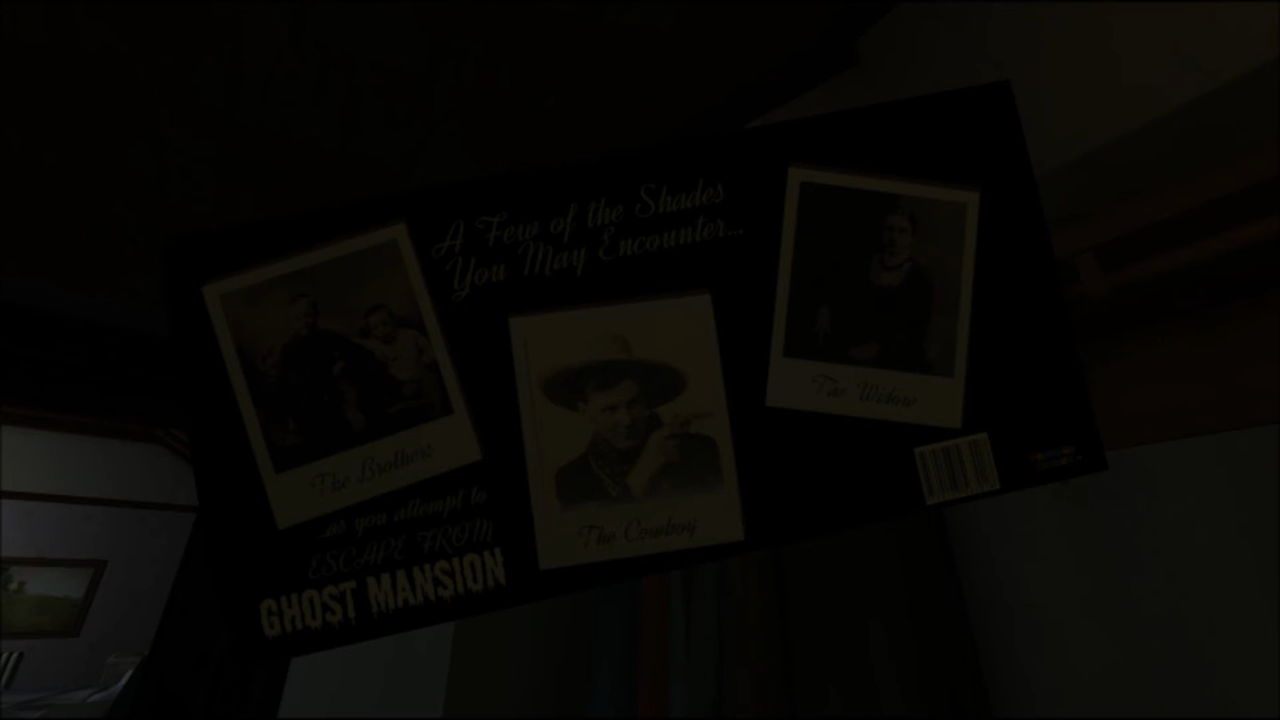 A Few of the Shades
You May Encounter...
The Brothers
The Cowboy
The Widow
...as you attempt to
ESCAPE FROM
GHOST MANSION